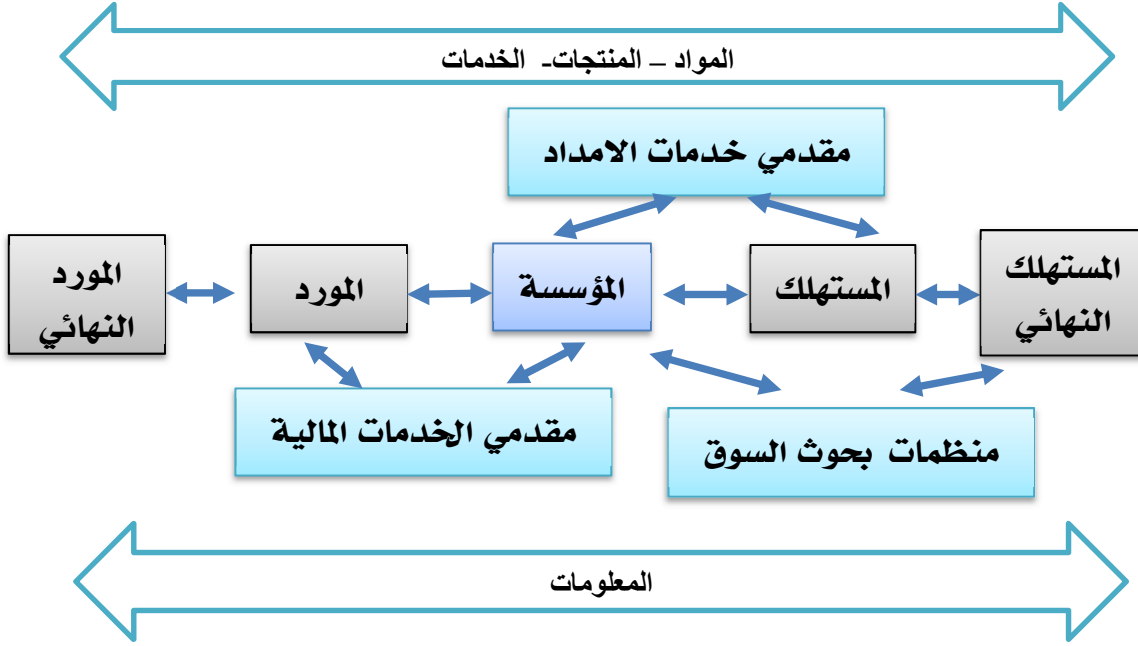 المواد – المنتجات- الخدمات
مقدمي خدمات الامداد
المستهلك
النهائي
المستهلك
المؤسسة
المورد
المورد
النهائي
مقدمي الخدمات المالية
منظمات بحوث السوق
المعلومات